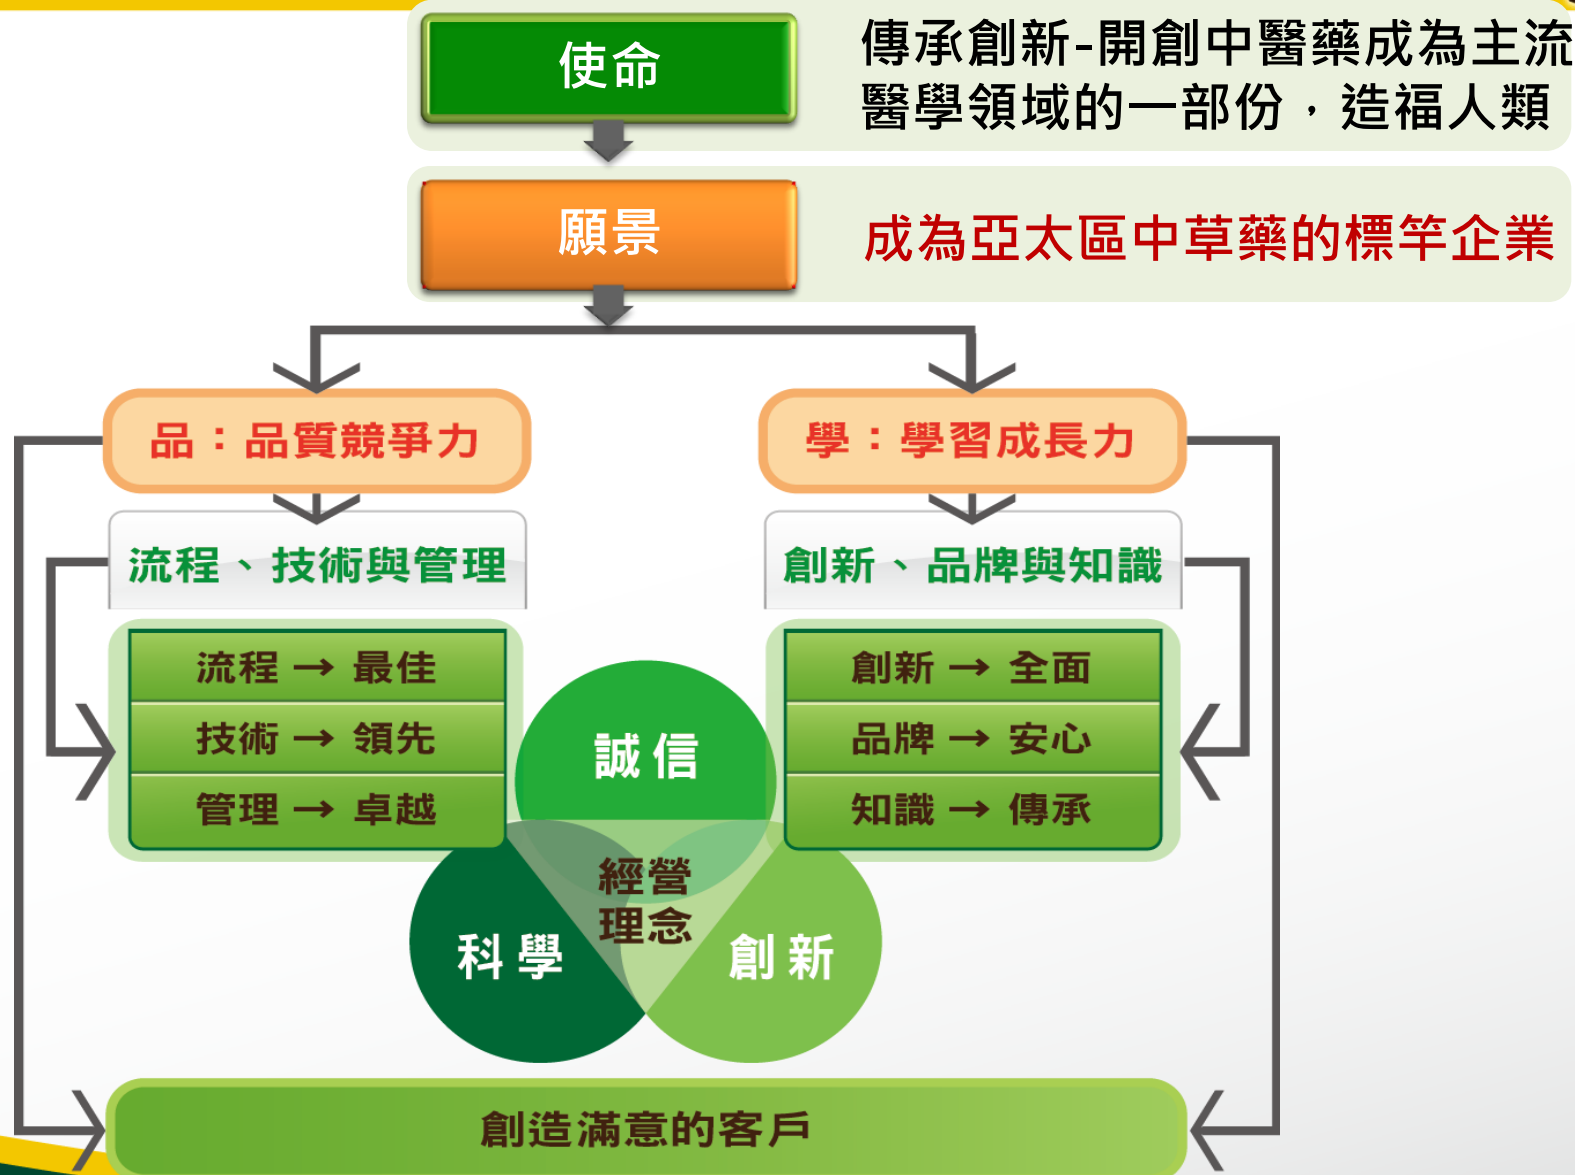 使命
傳承創新-開創中醫藥成為主流
醫學領域的一部份，造福人類
願景
成為亞太區中草藥的標竿企業
品：品質競爭力
學：學習成長力
流程、技術與管理
創新、品牌與知識
流程→最佳
技術→領先
管理→卓越
創新→全面
品牌→安心
知識→傳承
誠信
經營
理念
科學
創新
創造滿意的客戶